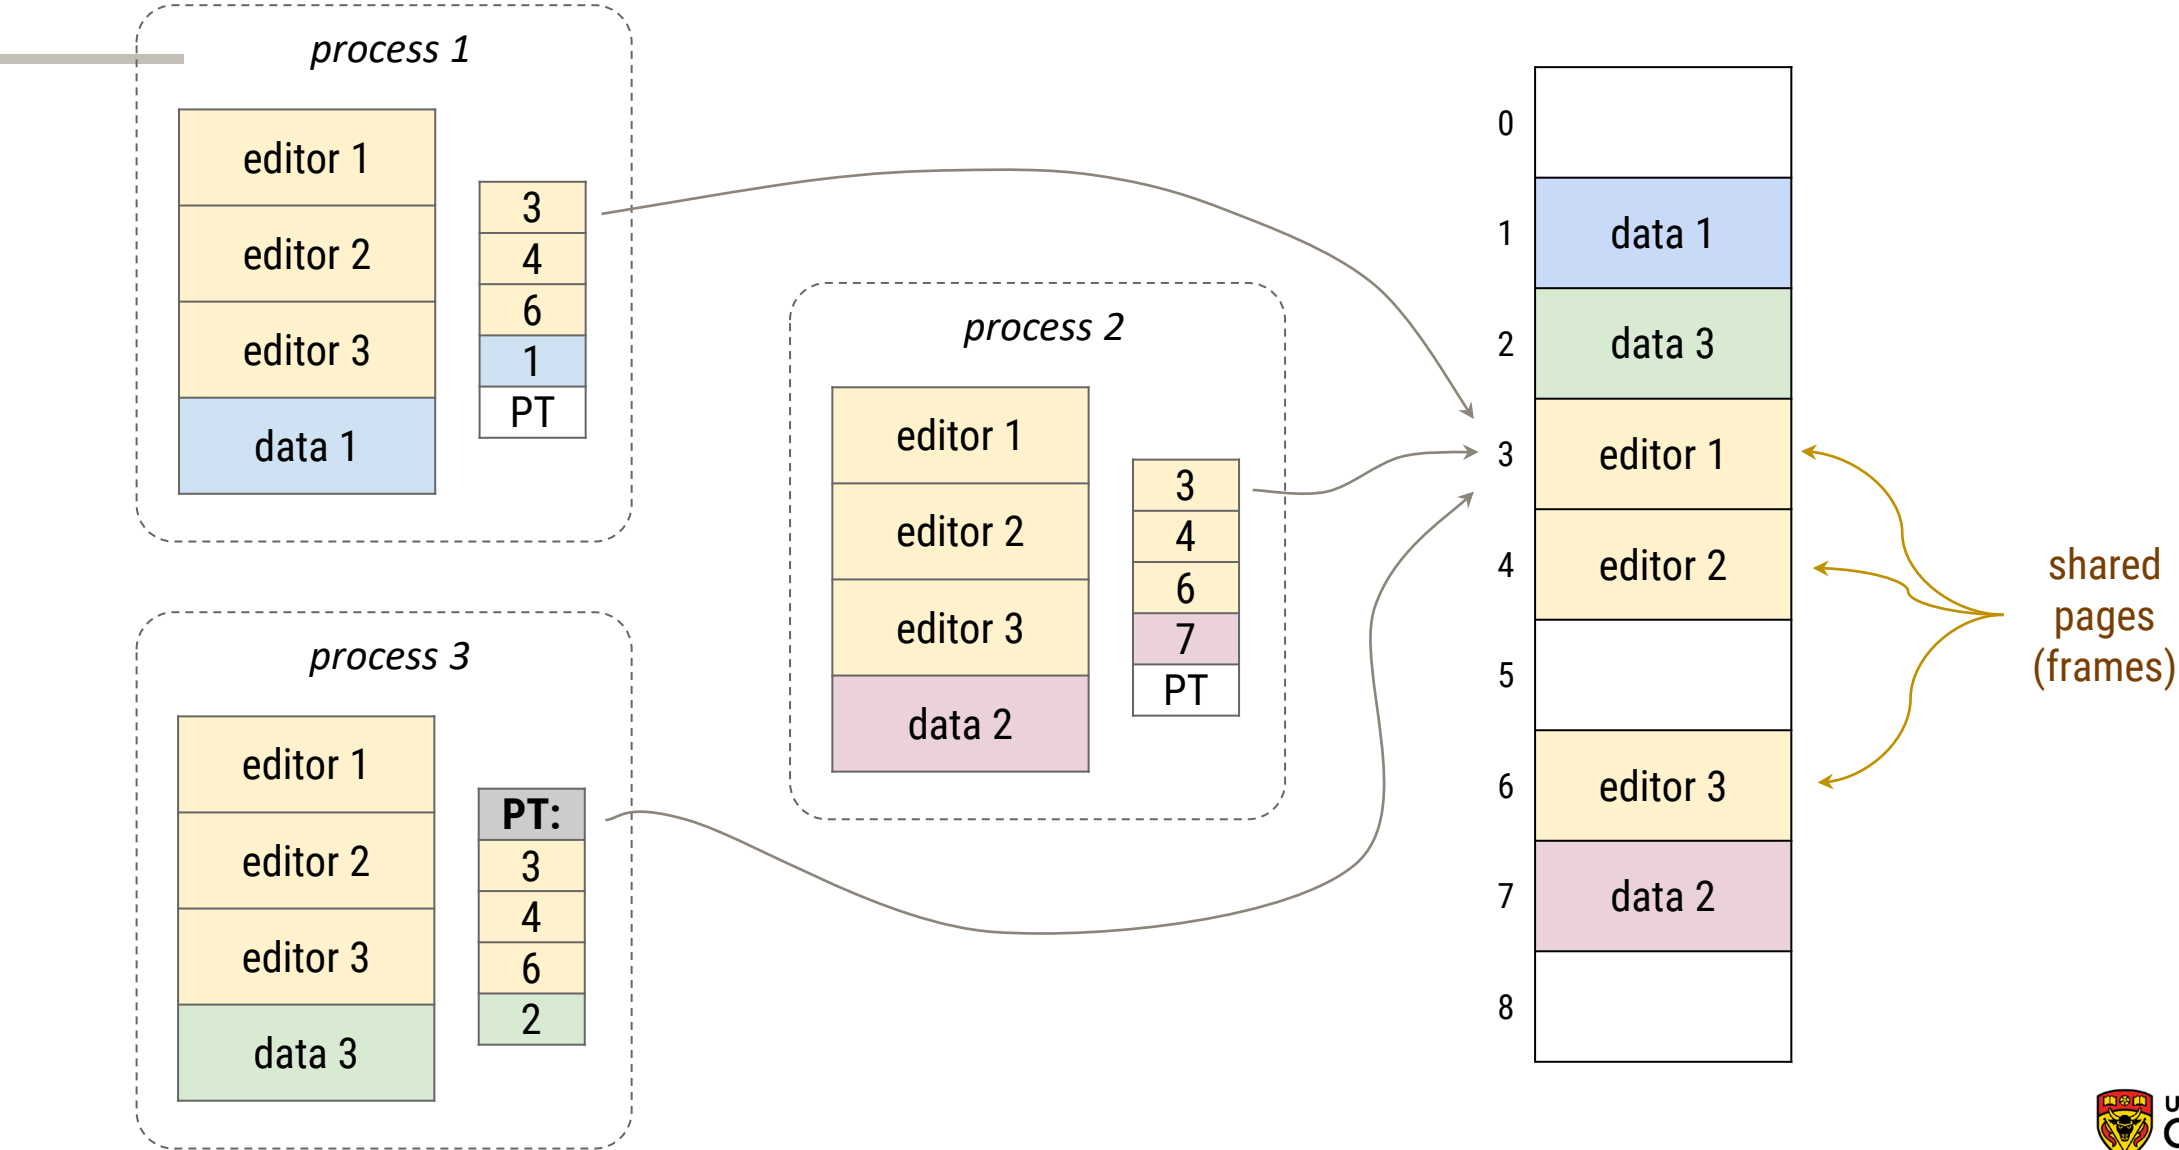 process 1
editor 1
editor 2
editor 3
data 1
3
4
6
1
PT
process 2
editor 1
editor 2
editor 3
data 2
3
4
6
7
PT
process 3
editor 1
editor 2
editor 3
data 3
PT:
3
4
6
2
0
1 data 1
2 data 3
3 editor 1
4 editor 2
5
6 editor 3
7 data 2
8
shared
pages
(frames)